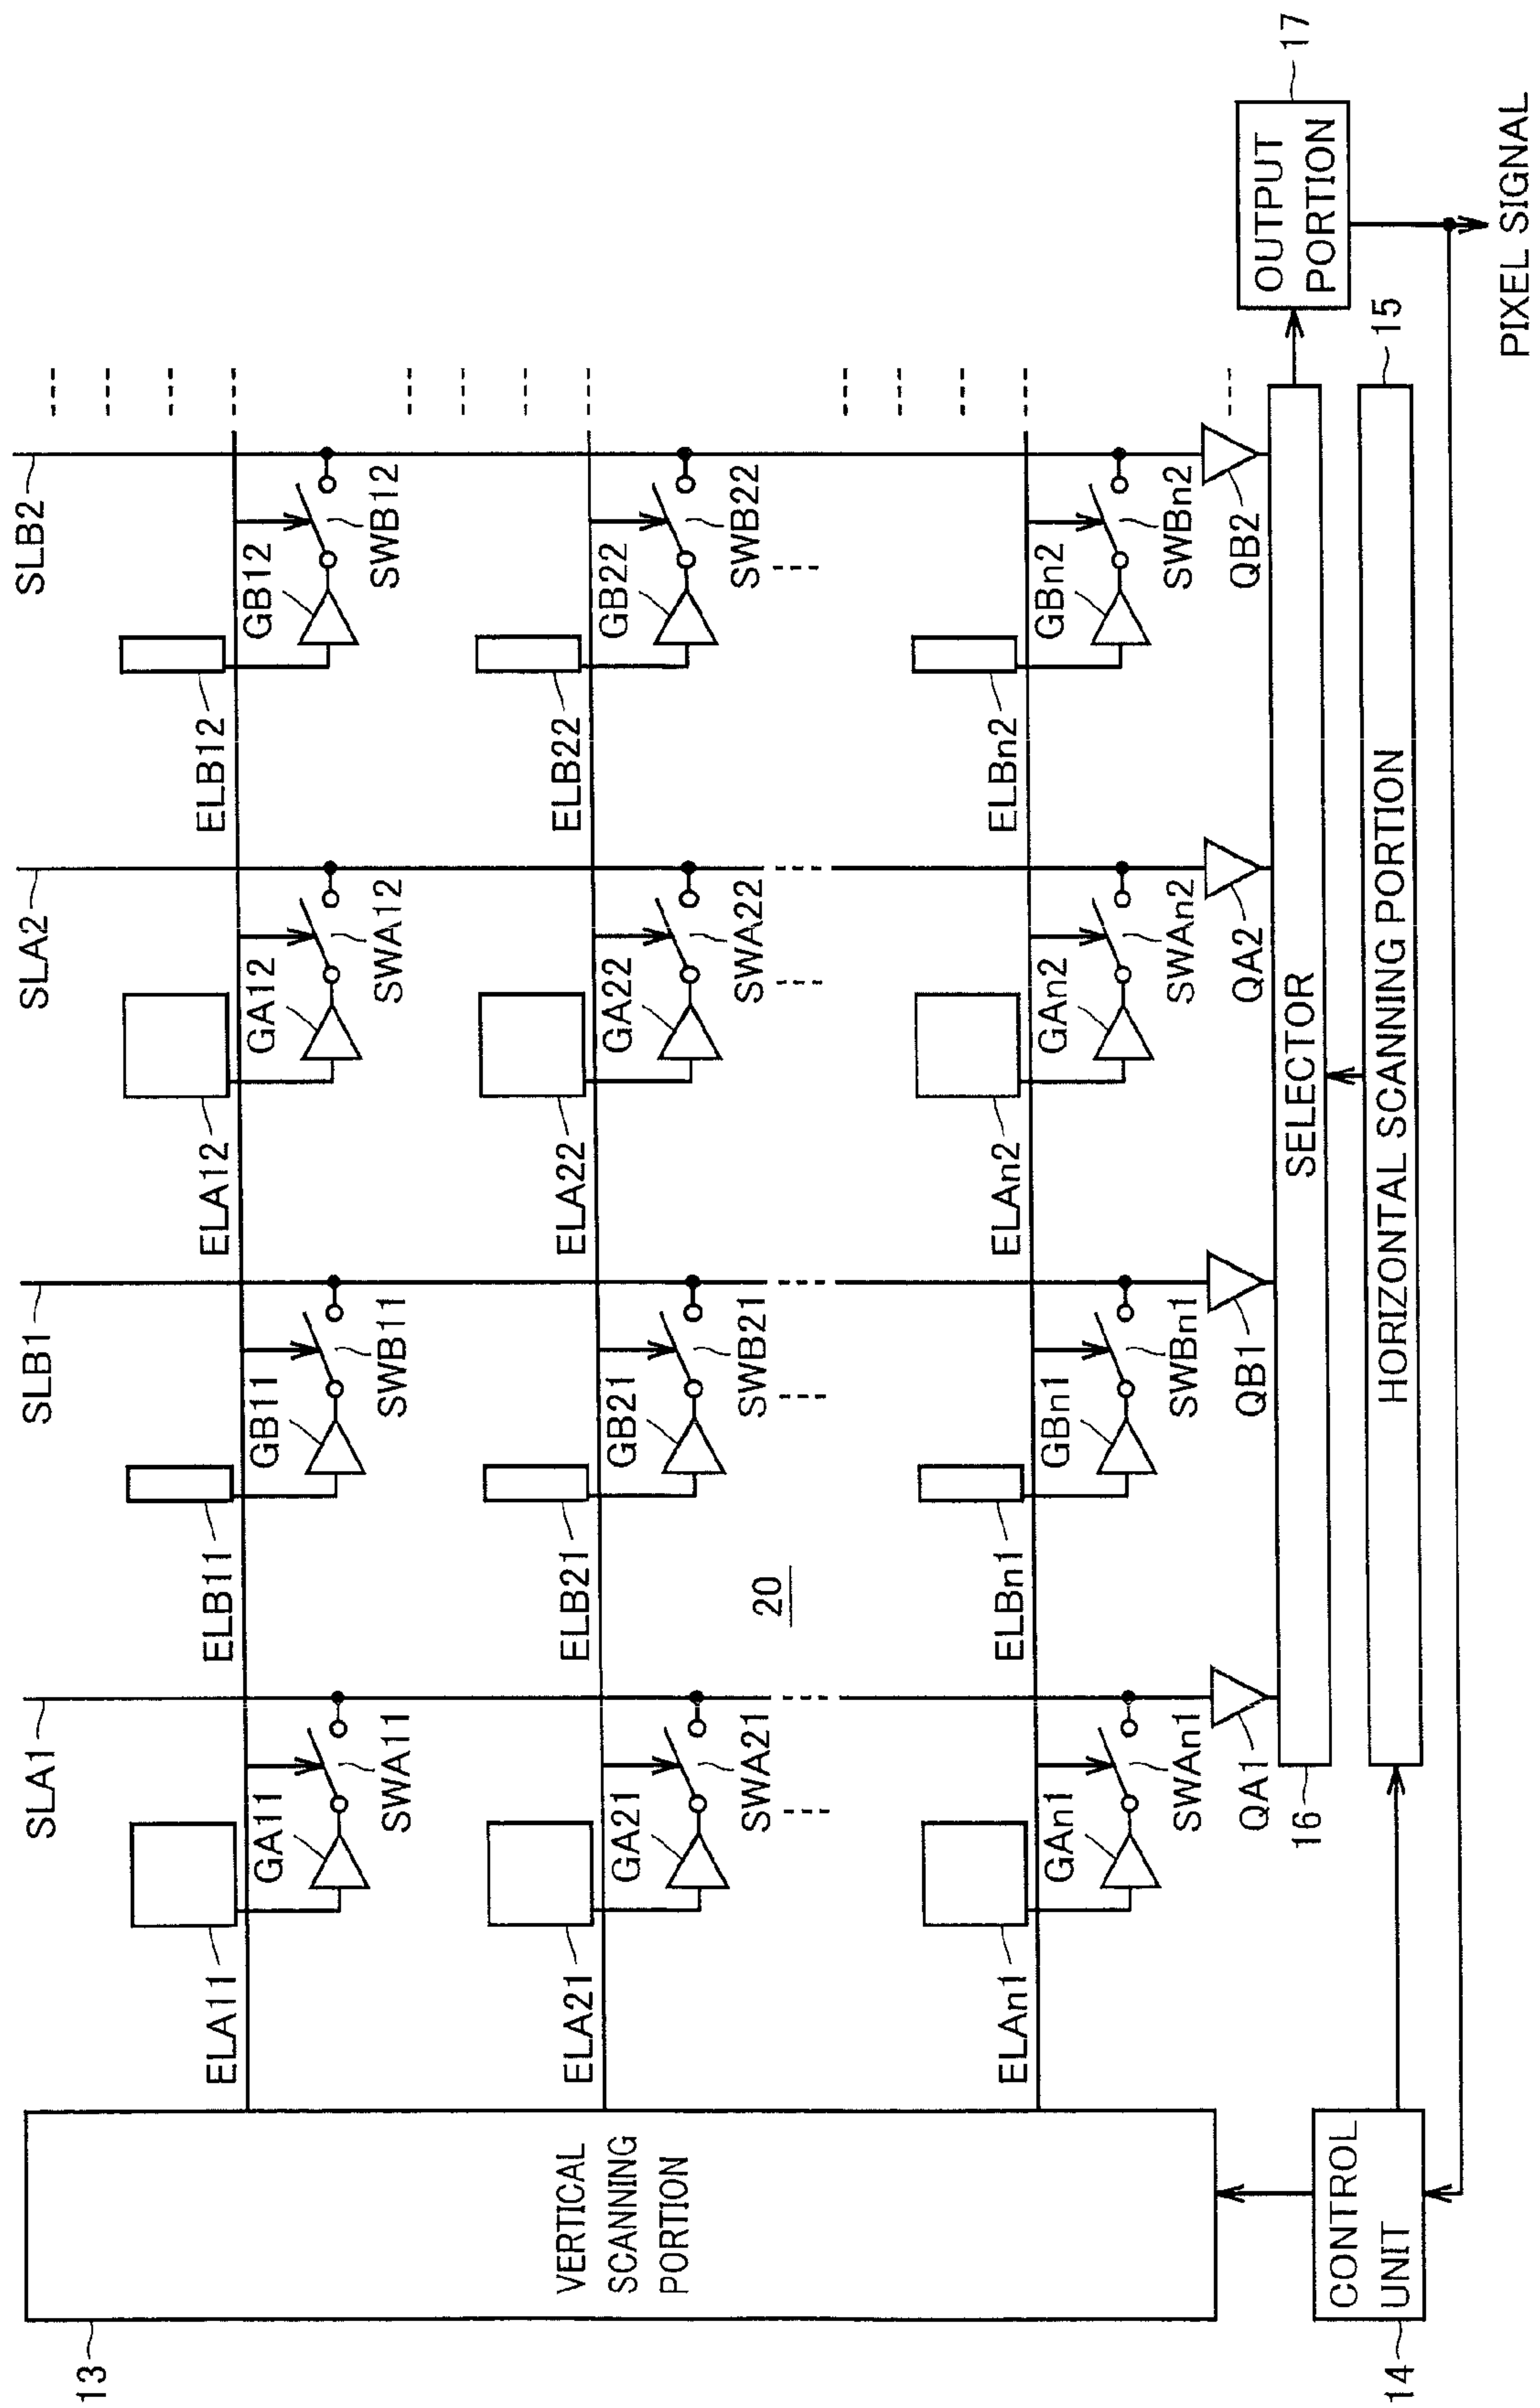 SLA1
SLB1
SLA2
SLB2
ELA11
ELB11
ELA12
ELB12
GA11
GB11
GA12
GB12
SWA11
SWB11
SWA12
SWB12
ELA21
ELB21
ELA22
ELB22
GA21
GB21
GA22
GB22
SWA21
SWB21
SWA22
SWB22
20
ELAn1
ELBn1
ELAn2
ELBn2
GAn1
GBn1
GAn2
GBn2
SWAn1
SWBn1
SWAn2
SWBn2
QA1
QB1
QA2
QB2
13
VERTICAL
SCANNING
PORTION
16
SELECTOR
OUTPUT
PORTION
17
14
CONTROL
UNIT
HORIZONTAL SCANNING PORTION
15
PIXEL SIGNAL